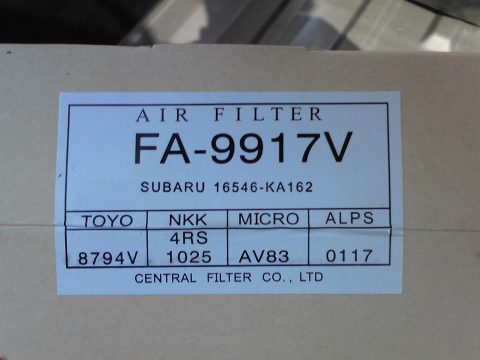 AIR FILTER
FA-9917V
SUBARU 16546-KA162
TOYO NKK MICRO ALPS
4RS
8794V 1025 AV83 0117
CENTRAL FILTER CO., LTD